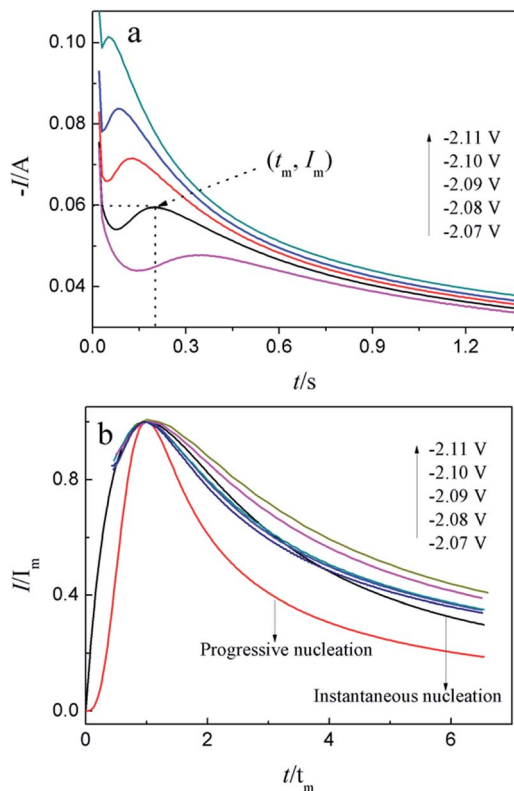 a
0.10
0.08
0.06
0.04
-I/A
(tm, Im)
-2.11 V
-2.10 V
-2.09 V
-2.08 V
-2.07 V
0.0 0.3 0.6 0.9 1.2
t/s
b
0.8
0.4
0.0
I/Im
-2.11 V
-2.10 V
-2.09 V
-2.08 V
-2.07 V
Progressive nucleation
Instantaneous nucleation
0 2 4 6
t/tm